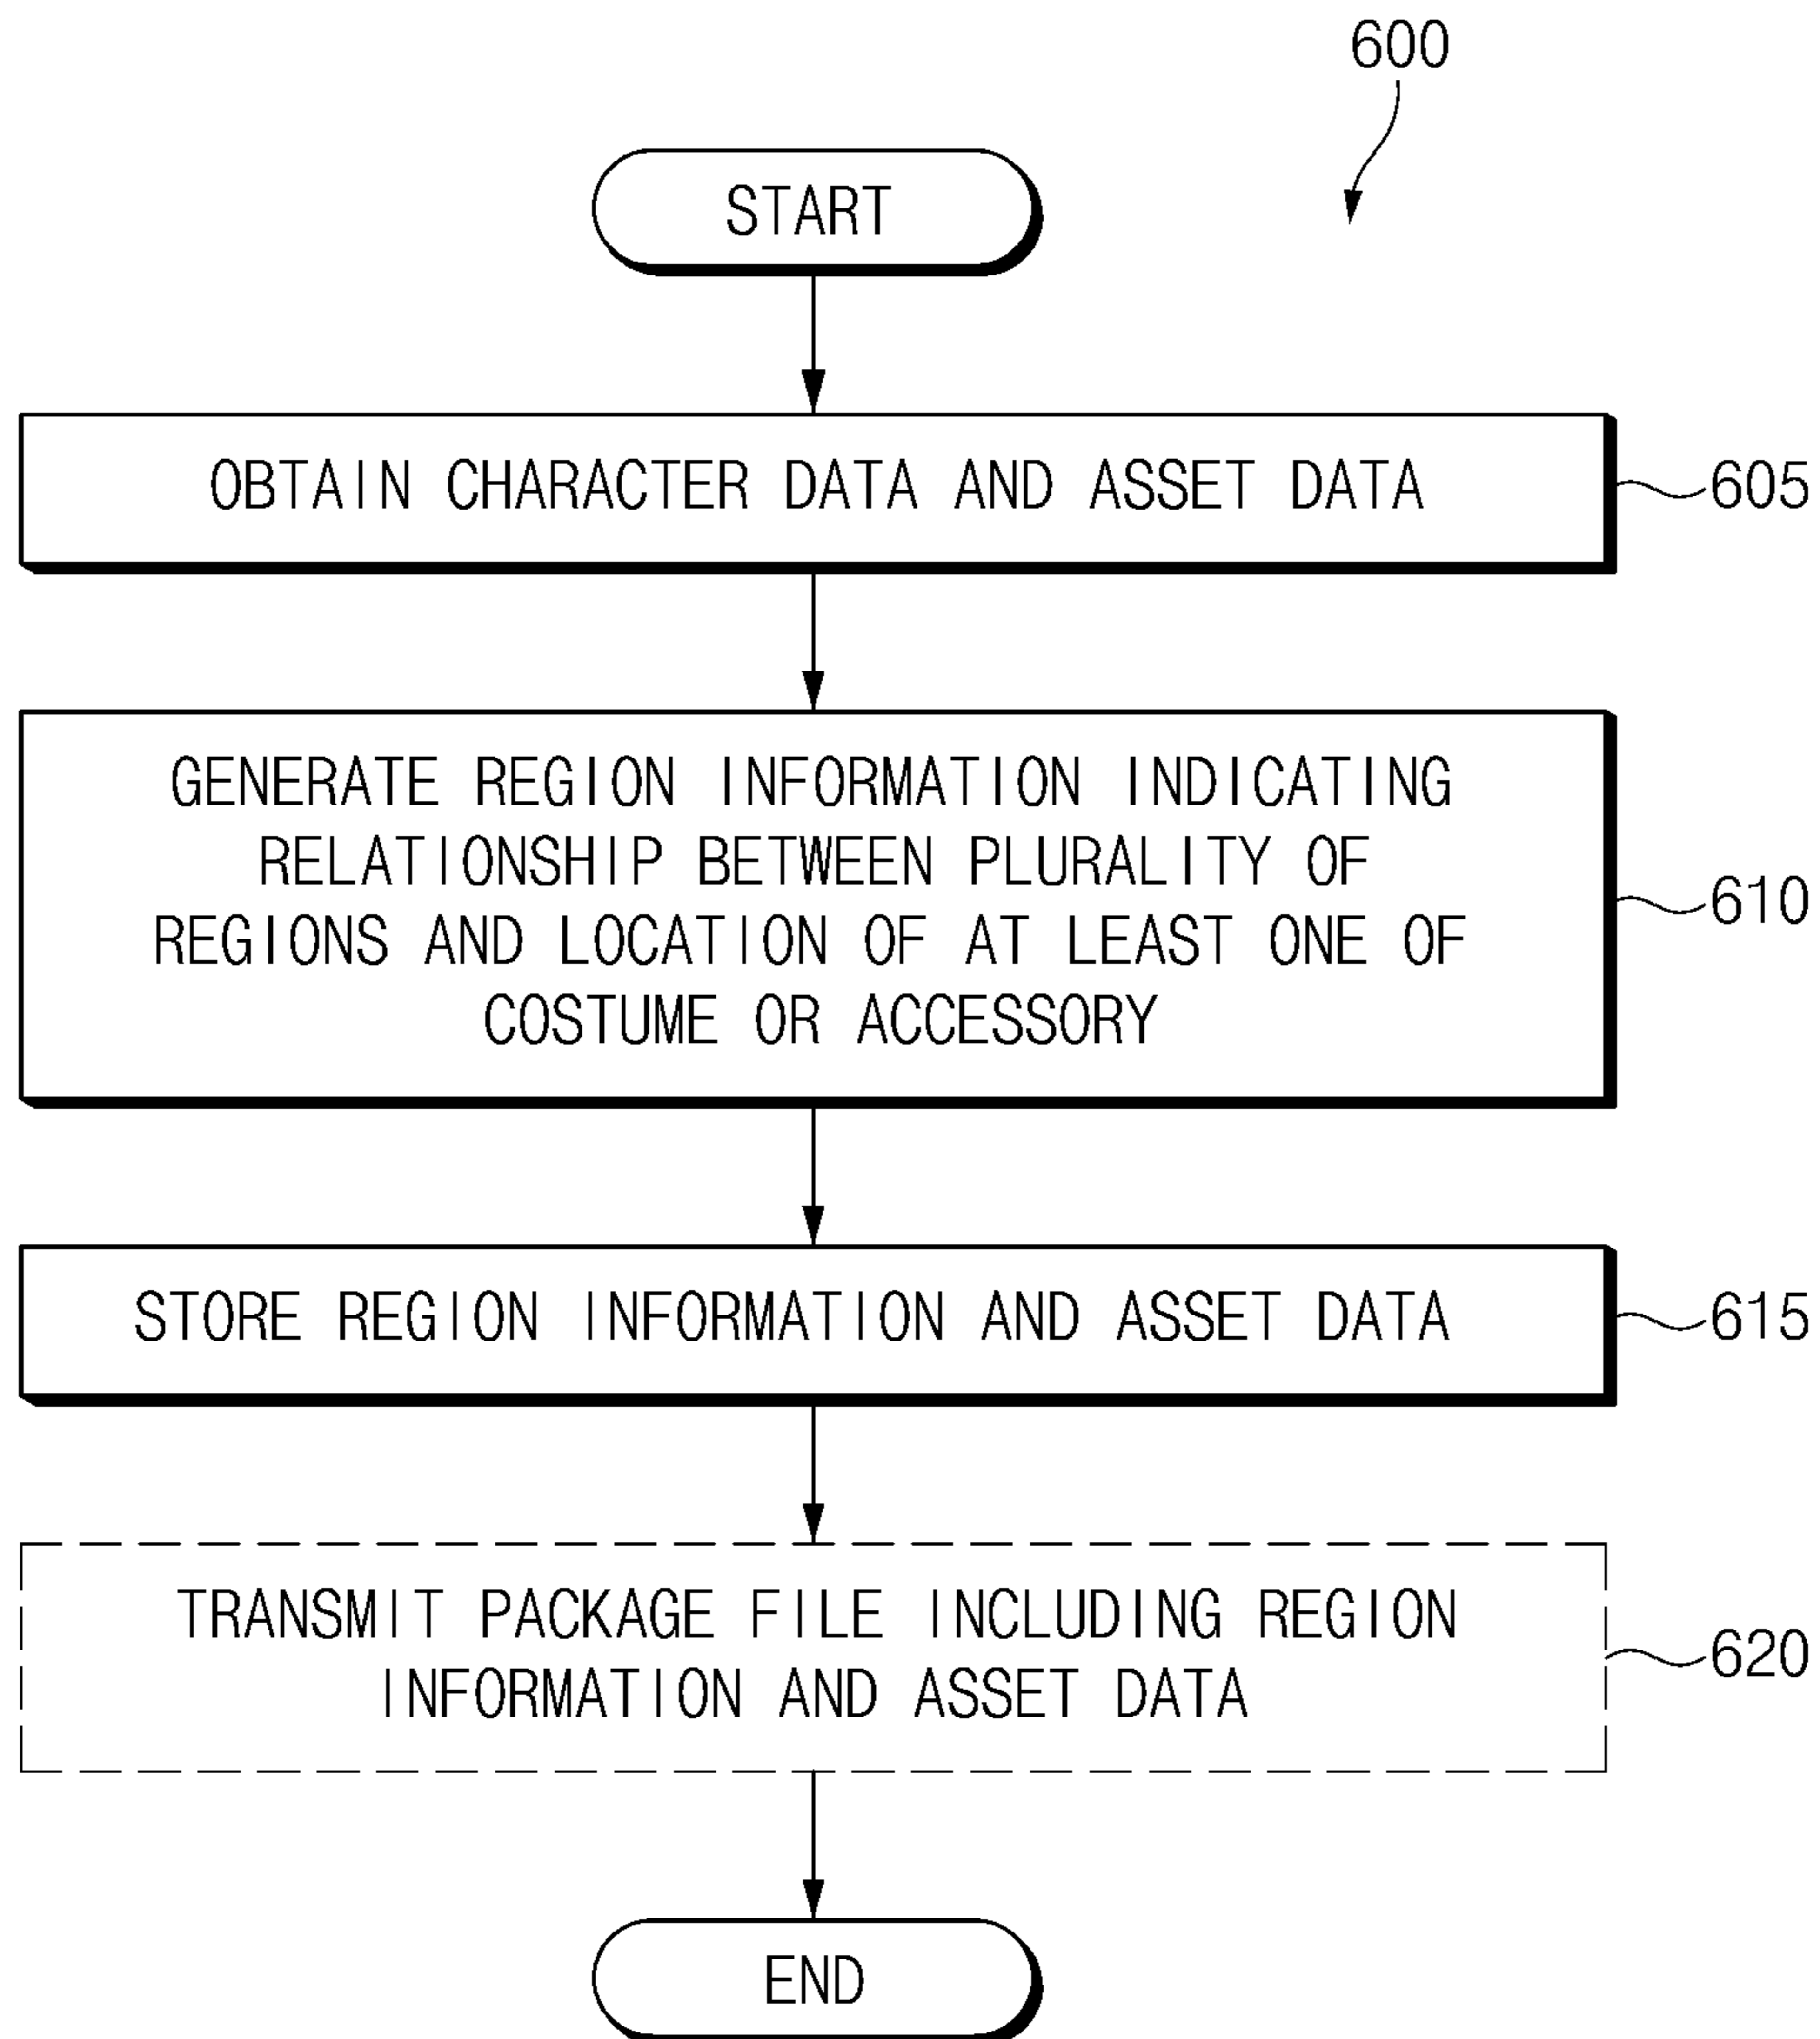 600
START
OBTAIN CHARACTER DATA AND ASSET DATA
605
GENERATE REGION INFORMATION INDICATING
RELATIONSHIP BETWEEN PLURALITY OF
REGIONS AND LOCATION OF AT LEAST ONE OF
COSTUME OR ACCESSORY
610
STORE REGION INFORMATION AND ASSET DATA
615
TRANSMIT PACKAGE FILE INCLUDING REGION
INFORMATION AND ASSET DATA
620
END